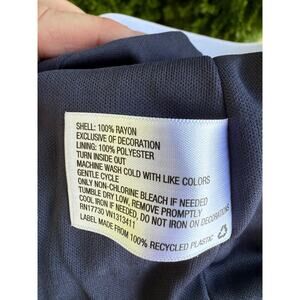 SHELL: 100% RAYON
EXCLUSIVE OF DECORATION
LINING: 100% POLYESTER
TURN INSIDE OUT
MACHINE WASH COLD WITH LIKE COLORS
GENTLE CYCLE
ONLY NON-CHLORINE BLEACH IF NEEDED
TUMBLE DRY LOW, REMOVE PROMPTLY
COOL IRON IF NEEDED, DO NOT IRON ON DECORATIONS
RN17730 VN1313411
LABEL MADE FROM 100% RECYCLED PLASTIC